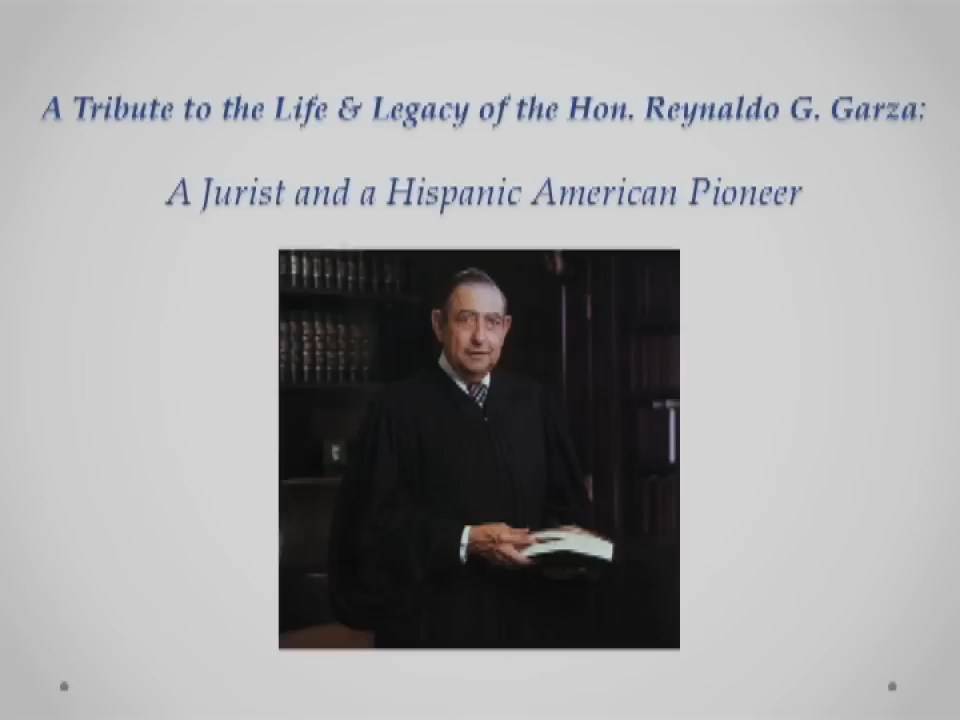 A Tribute to the Life & Legacy of the Hon. Reynaldo G. Garza:
A Jurist and a Hispanic American Pioneer